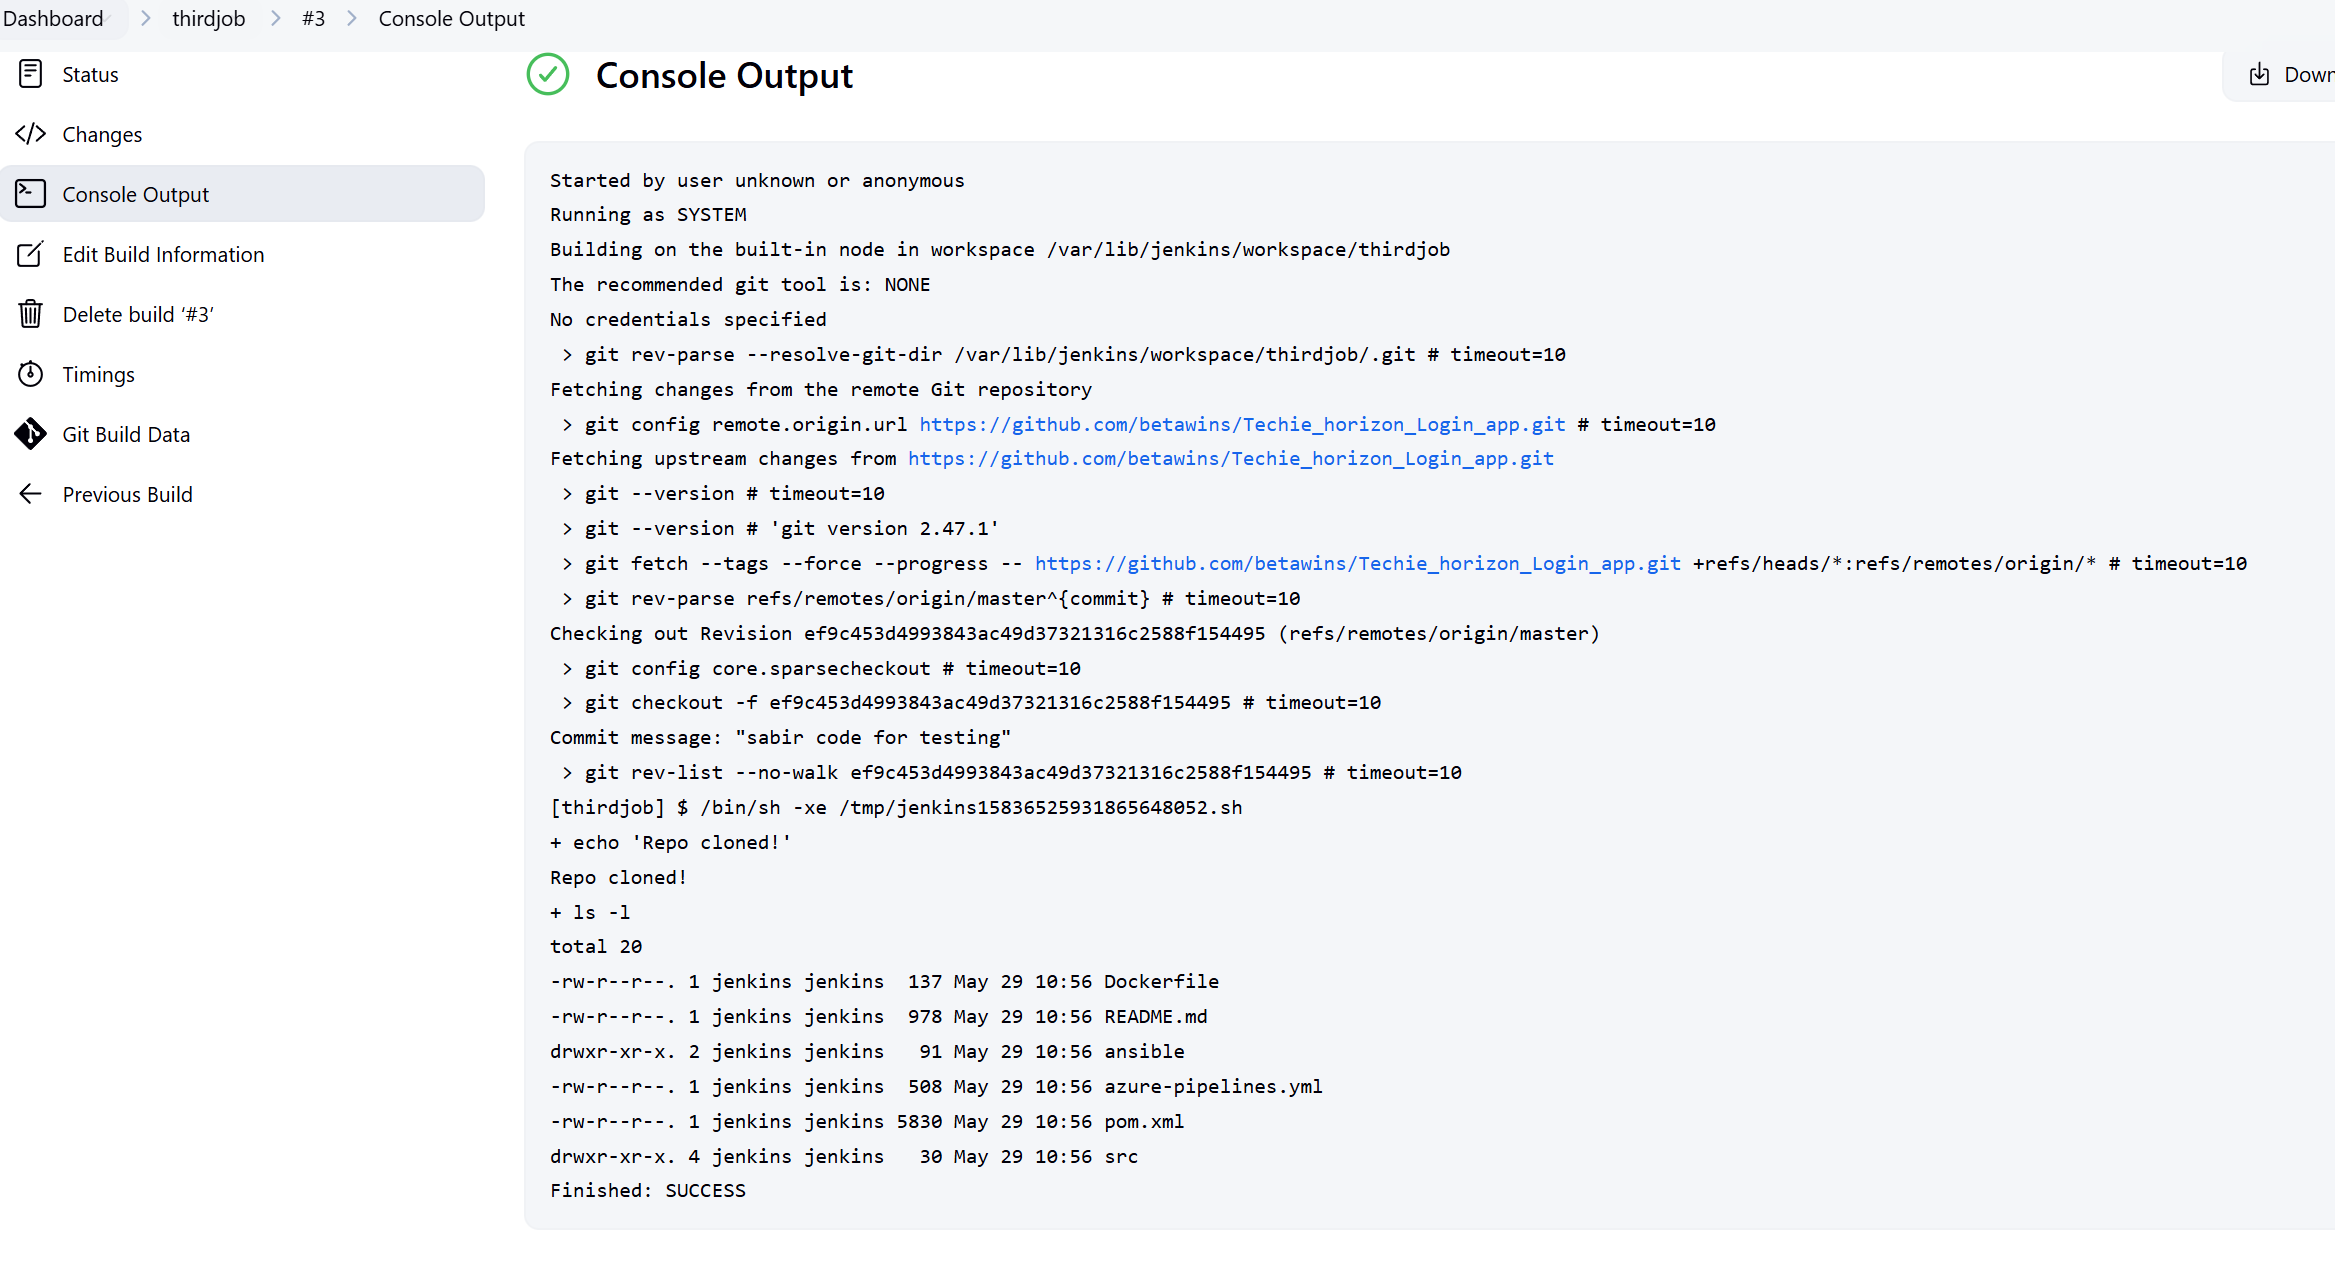 Dashboard > thirdjob > #3 > Console Output
Status
Changes
Console Output
Edit Build Information
Delete build ‘#3’
Timings
Git Build Data
Previous Build
Console Output
Down
Started by user unknown or anonymous
Running as SYSTEM
Building on the built-in node in workspace /var/lib/jenkins/workspace/thirdjob
The recommended git tool is: NONE
No credentials specified
 > git rev-parse --resolve-git-dir /var/lib/jenkins/workspace/thirdjob/.git # timeout=10
Fetching changes from the remote Git repository
 > git config remote.origin.url https://github.com/betawins/Techie_horizon_Login_app.git # timeout=10
Fetching upstream changes from https://github.com/betawins/Techie_horizon_Login_app.git
 > git --version # timeout=10
 > git --version # 'git version 2.47.1'
 > git fetch --tags --force --progress -- https://github.com/betawins/Techie_horizon_Login_app.git +refs/heads/*:refs/remotes/origin/* # timeout=10
 > git rev-parse refs/remotes/origin/master^{commit} # timeout=10
Checking out Revision ef9c453d4993843ac49d37321316c2588f154495 (refs/remotes/origin/master)
 > git config core.sparsecheckout # timeout=10
 > git checkout -f ef9c453d4993843ac49d37321316c2588f154495 # timeout=10
Commit message: "sabir code for testing"
 > git rev-list --no-walk ef9c453d4993843ac49d37321316c2588f154495 # timeout=10
[thirdjob] $ /bin/sh -xe /tmp/jenkins15836525931865648052.sh
+ echo 'Repo cloned!'
Repo cloned!
+ ls -l
total 20
-rw-r--r--. 1 jenkins jenkins  137 May 29 10:56 Dockerfile
-rw-r--r--. 1 jenkins jenkins  978 May 29 10:56 README.md
drwxr-xr-x. 2 jenkins jenkins   91 May 29 10:56 ansible
-rw-r--r--. 1 jenkins jenkins  508 May 29 10:56 azure-pipelines.yml
-rw-r--r--. 1 jenkins jenkins 5830 May 29 10:56 pom.xml
drwxr-xr-x. 4 jenkins jenkins   30 May 29 10:56 src
Finished: SUCCESS